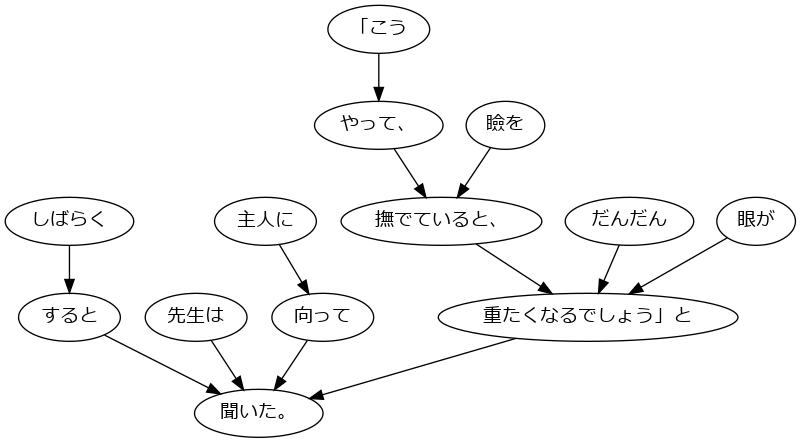 「こう
やって、
瞼を
しばらく
主人に
撫でていると、
だんだん
眼が
すると
先生は
向って
重たくなるでしょう」と
聞いた。